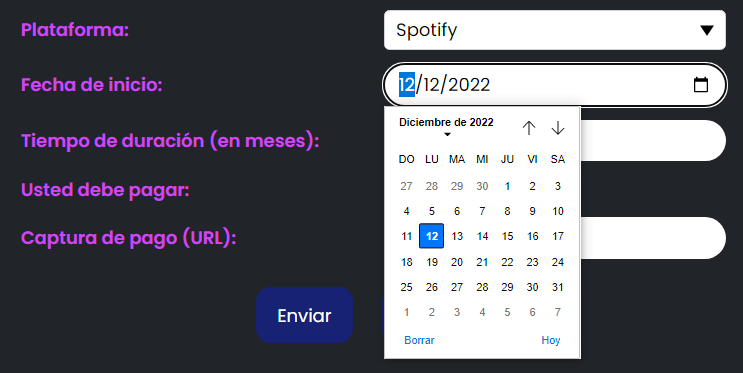 Plataforma: Spotify
Fecha de inicio: 12/12/2022
Diciembre de 2022
DO LU MA MI JU VI SA
27 28 29 30 1 2 3
4 5 6 7 8 9 10
11 12 13 14 15 16 17
18 19 20 21 22 23 24
25 26 27 28 29 30 31
1 2 3 4 5 6 7
Borrar Hoy
Tiempo de duración (en meses):
Usted debe pagar:
Captura de pago (URL):
Enviar